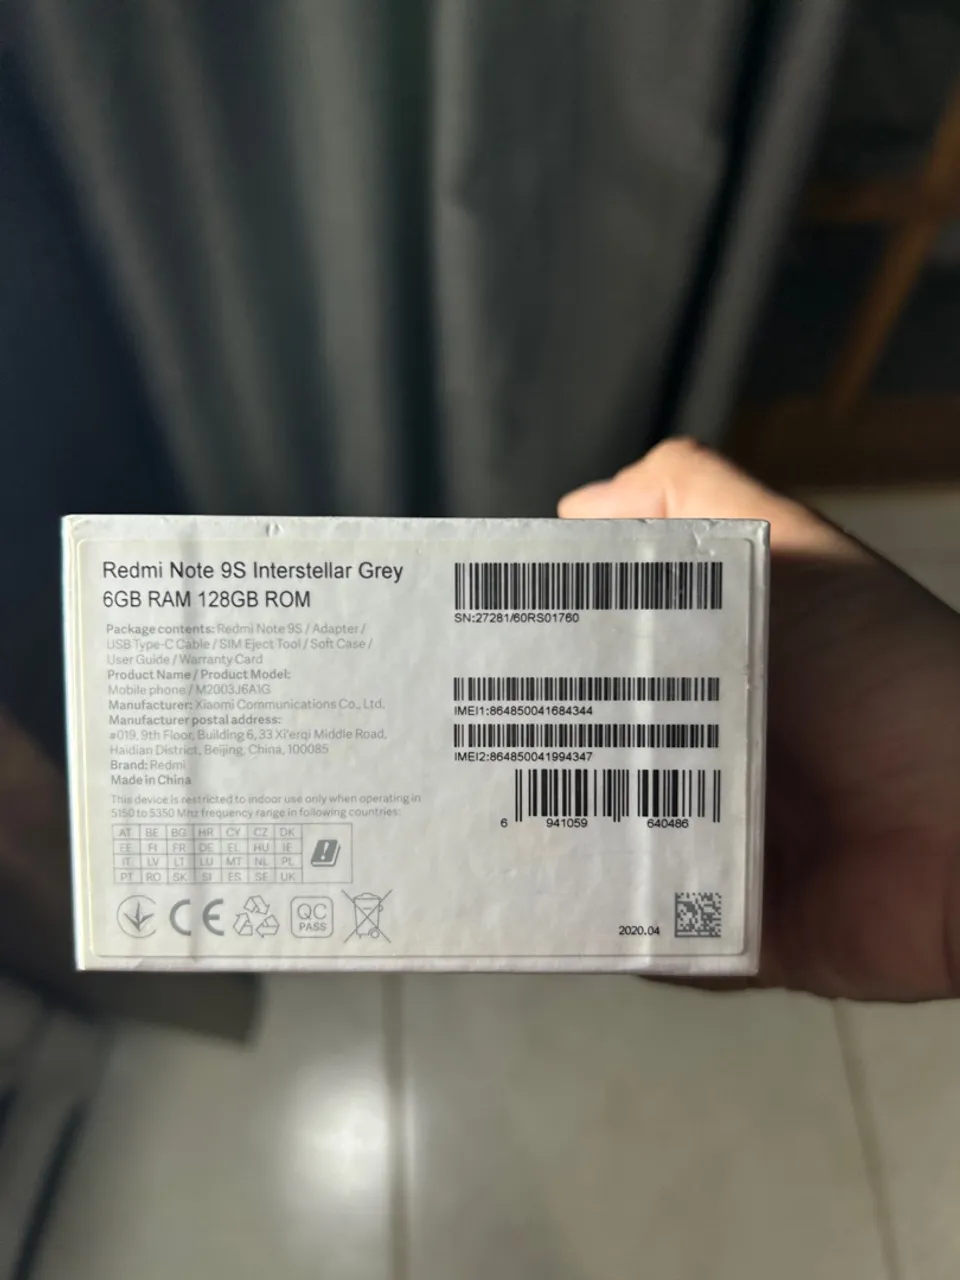 Redmi Note 9S Interstellar Grey
6GB RAM 128GB ROM
Package contents: Redmi Note 9S / Adapter /
USB Type-C Cable / SIM Eject Tool / Soft Case /
User Guide / Warranty Card
Product Name / Product Model:
Mobile phone / M2003J6A1G
Manufacturer: Xiaomi Communications Co., Ltd.
Manufacturer postal address:
#019, 9th Floor, Building 6, 33 Xi'erqi Middle Road,
Haidian District, Beijing, China, 100085
Brand: Redmi
Made in China
This device is restricted to indoor use only when operating in
5150 to 5350 Mhz frequency range in following countries:
AT BE BG HR CY CZ DK
EE FI FR DE EL HU IE
IT LV LT LU MT NL PL
PT RO SK SI ES SE UK
CE
QC
PASS
SN:27281/60RS01760
IMEI1:864850041684344
IMEI2:864850041994347
6 941059 640486
2020.04